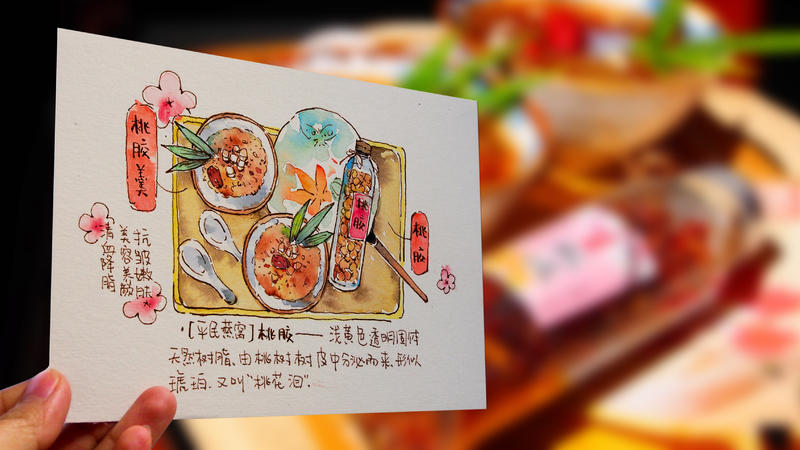 桃胶羹
桃胶
桃胶
抗皱嫩肤
美容养颜
清血降脂
·[平民燕窝]桃胶——浅黄色透明固体
天然树脂、由桃树树皮中分泌而来、形似
琥珀、又叫“桃花泪”.